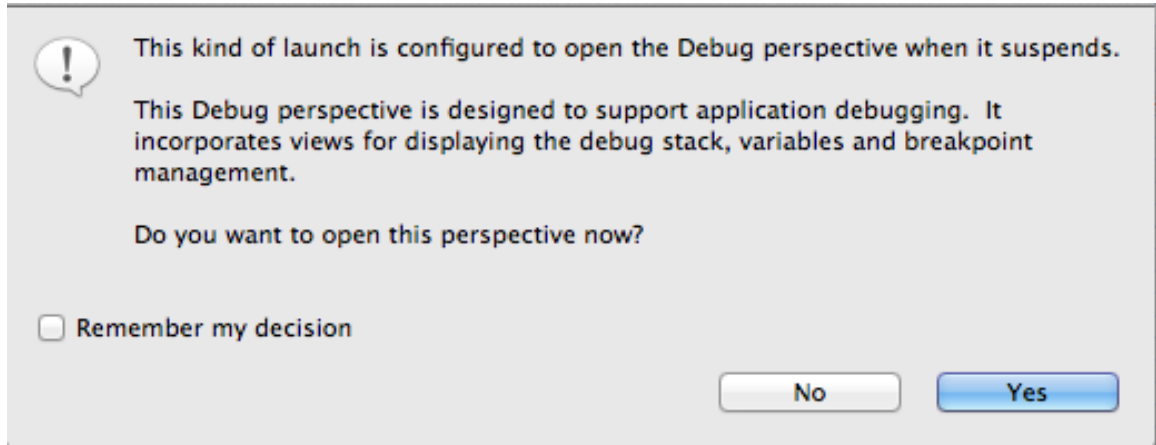 This kind of launch is configured to open the Debug perspective when it suspends.
This Debug perspective is designed to support application debugging.  It
incorporates views for displaying the debug stack, variables and breakpoint
management.
Do you want to open this perspective now?
Remember my decision
No
Yes